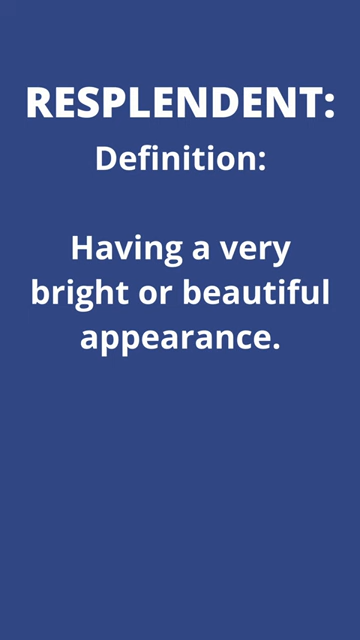 RESPLENDENT:
Definition:
Having a very
bright or beautiful
appearance.